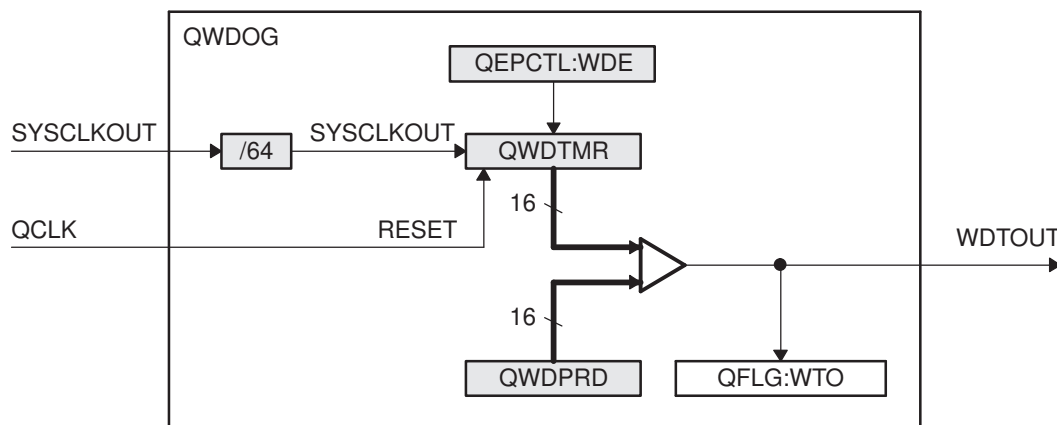 QWDOG
QEPCTL:WDE
SYSCLKOUT
/64
SYSCLKOUT
QWDTMR
16
QCLK
RESET
WDTOUT
16
QWDPRD
QFLG:WTO